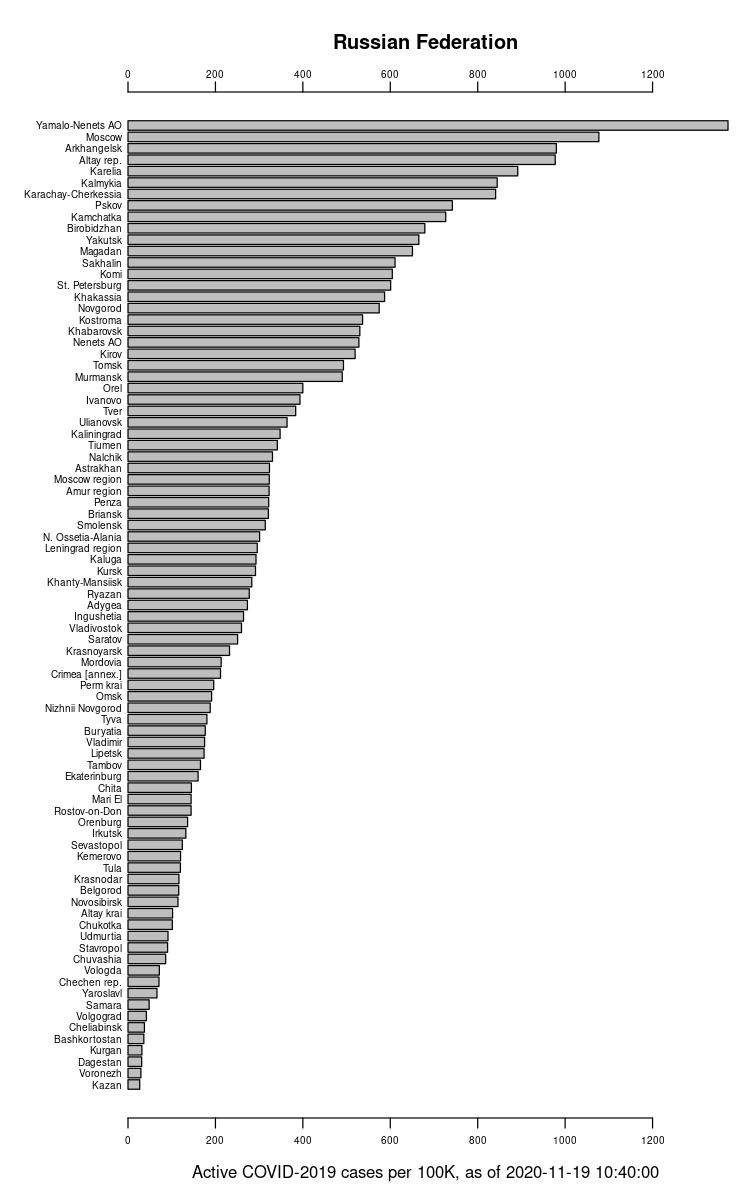 Russian Federation
0 200 400 600 800 1000 1200
Yamalo-Nenets AO
Moscow
Arkhangelsk
Altay rep.
Karelia
Kalmykia
Karachay-Cherkessia
Pskov
Kamchatka
Birobidzhan
Yakutsk
Magadan
Sakhalin
Komi
St. Petersburg
Khakassia
Novgorod
Kostroma
Khabarovsk
Nenets AO
Kirov
Tomsk
Murmansk
Orel
Ivanovo
Tver
Ulianovsk
Kaliningrad
Tiumen
Nalchik
Astrakhan
Moscow region
Amur region
Penza
Briansk
Smolensk
N. Ossetia-Alania
Leningrad region
Kaluga
Kursk
Khanty-Mansiisk
Ryazan
Adygea
Ingushetia
Vladivostok
Saratov
Krasnoyarsk
Mordovia
Crimea [annex.]
Perm krai
Omsk
Nizhnii Novgorod
Tyva
Buryatia
Vladimir
Lipetsk
Tambov
Ekaterinburg
Chita
Mari El
Rostov-on-Don
Orenburg
Irkutsk
Sevastopol
Kemerovo
Tula
Krasnodar
Belgorod
Novosibirsk
Altay krai
Chukotka
Udmurtia
Stavropol
Chuvashia
Vologda
Chechen rep.
Yaroslavl
Samara
Volgograd
Cheliabinsk
Bashkortostan
Kurgan
Dagestan
Voronezh
Kazan
0 200 400 600 800 1000 1200
Active COVID-2019 cases per 100K, as of 2020-11-19 10:40:00